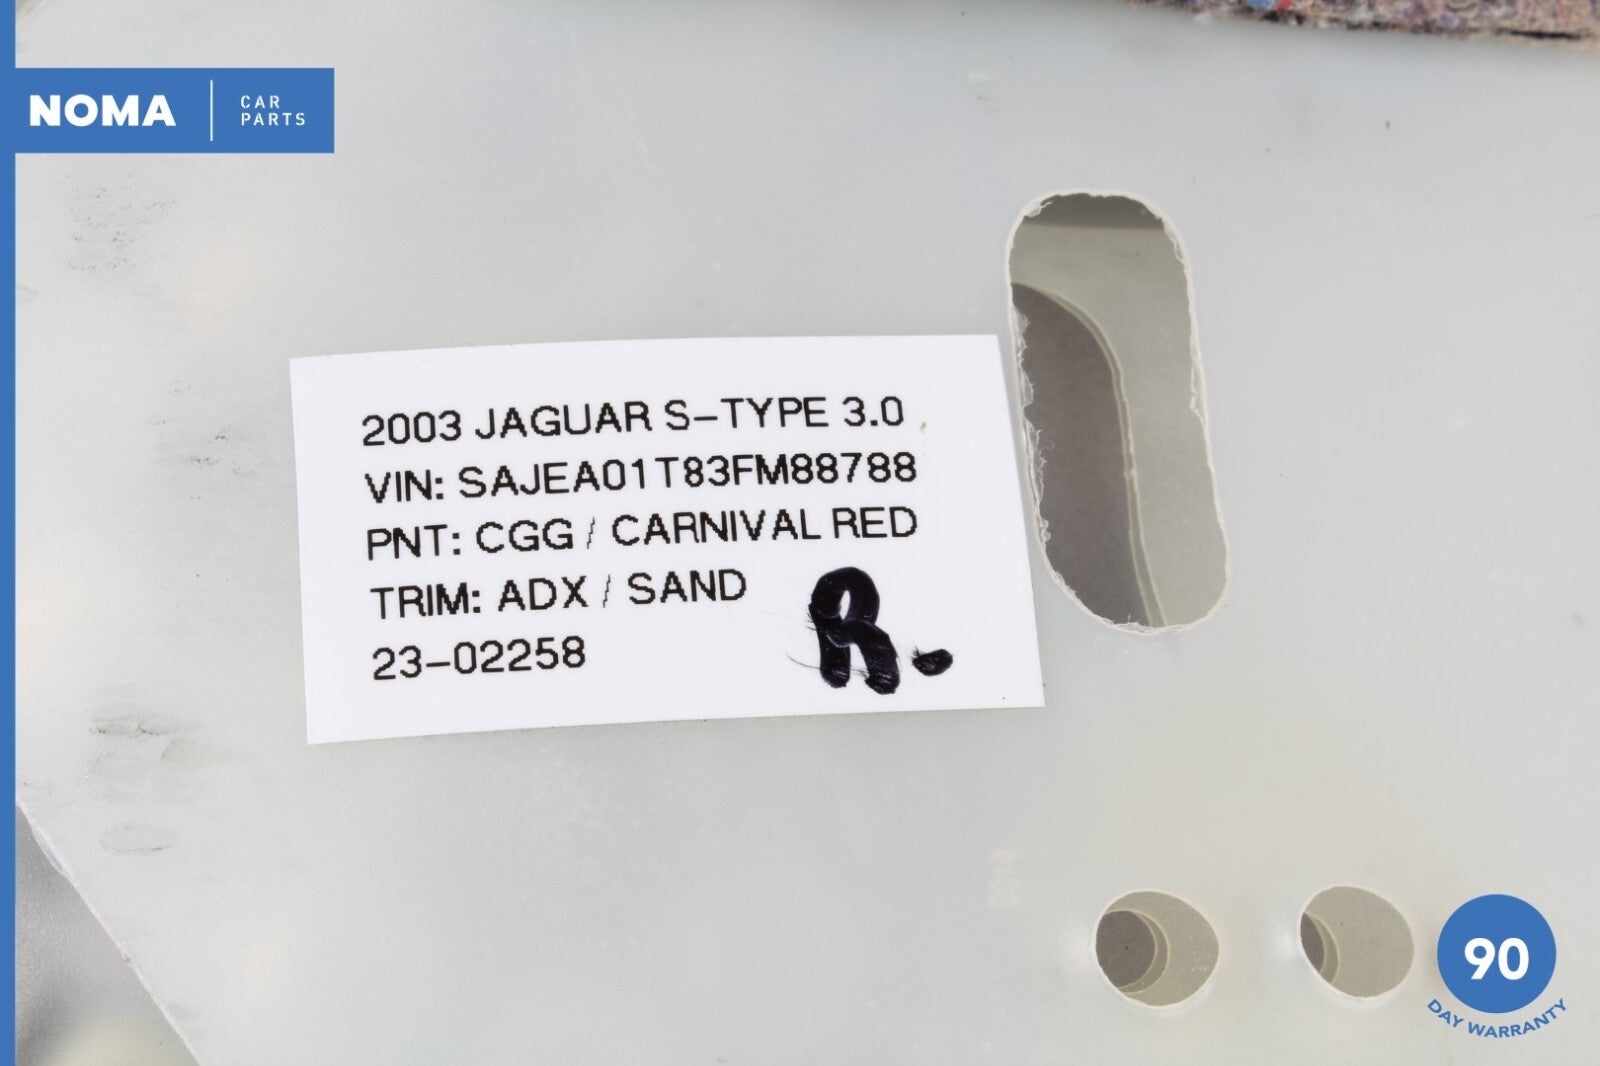 NOMA
CAR
PARTS
2003 JAGUAR S-TYPE 3.0
VIN: SAJEA01T83FM88788
PNT: CGG / CARNIVAL RED
TRIM: ADX / SAND
23-02258
R.
90
DAY WARRANTY